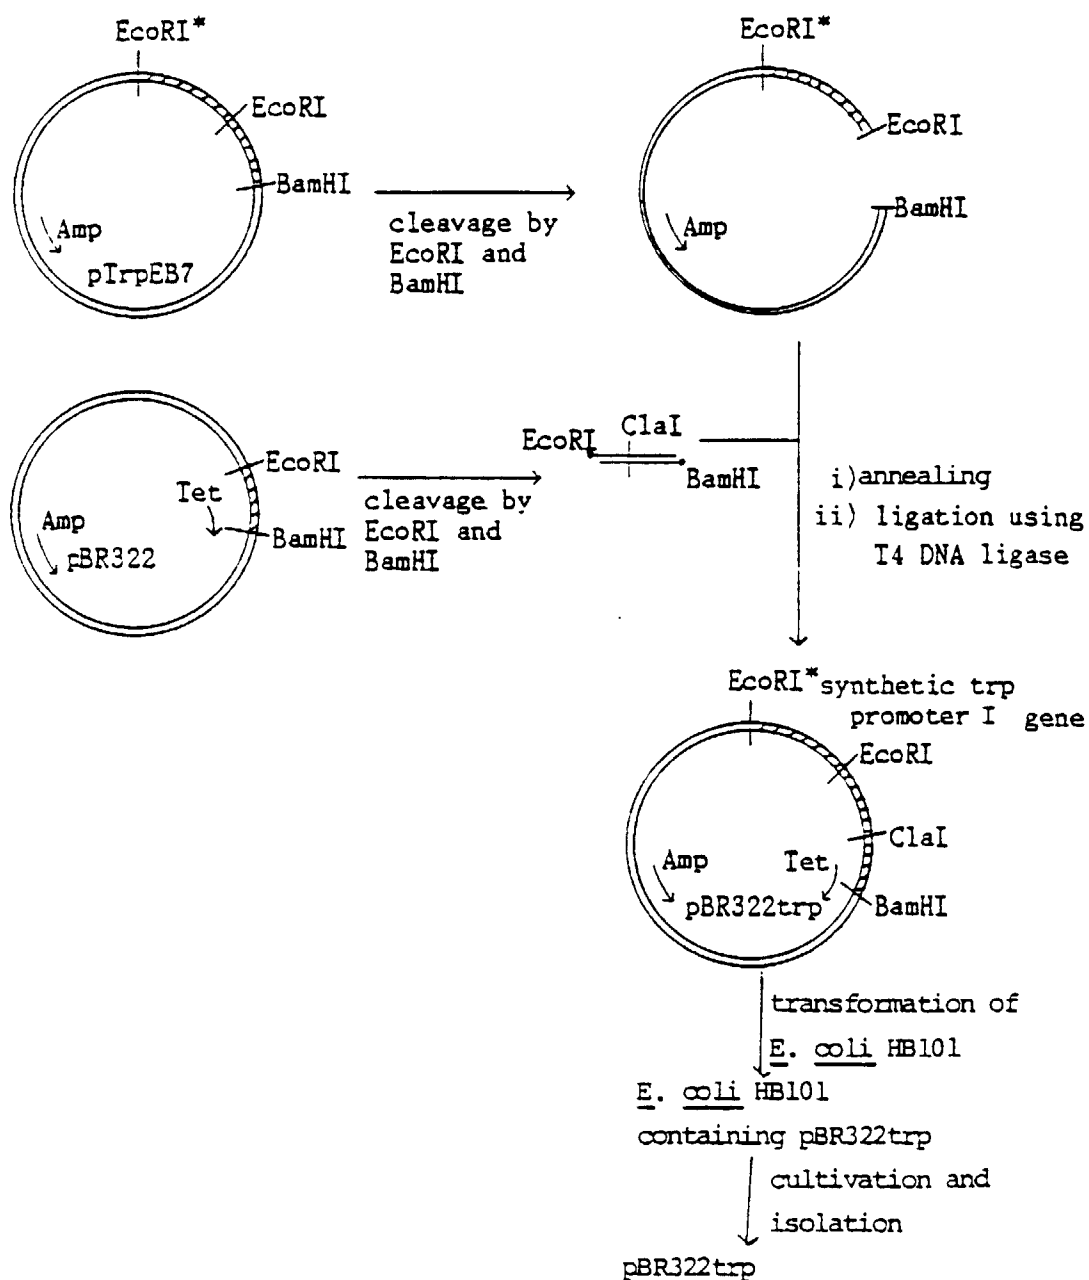 EcoRI*
EcoRI
BamHI
Amp
pTrpEB7
cleavage by
EcoRI and
BamHI
EcoRI*
EcoRI
BamHI
Amp
EcoRI
Tet
Amp
BamHI
pBR322
cleavage by
EcoRI and
BamHI
EcoRI
ClaI
BamHI
i) annealing
ii) ligation using
T4 DNA ligase
EcoRI* synthetic trp
promoter I gene
EcoRI
ClaI
Amp
Tet
pBR322trp
BamHI
transformation of
E. coli HB101
E. coli HB101
containing pBR322trp
cultivation and
isolation
pBR322trp